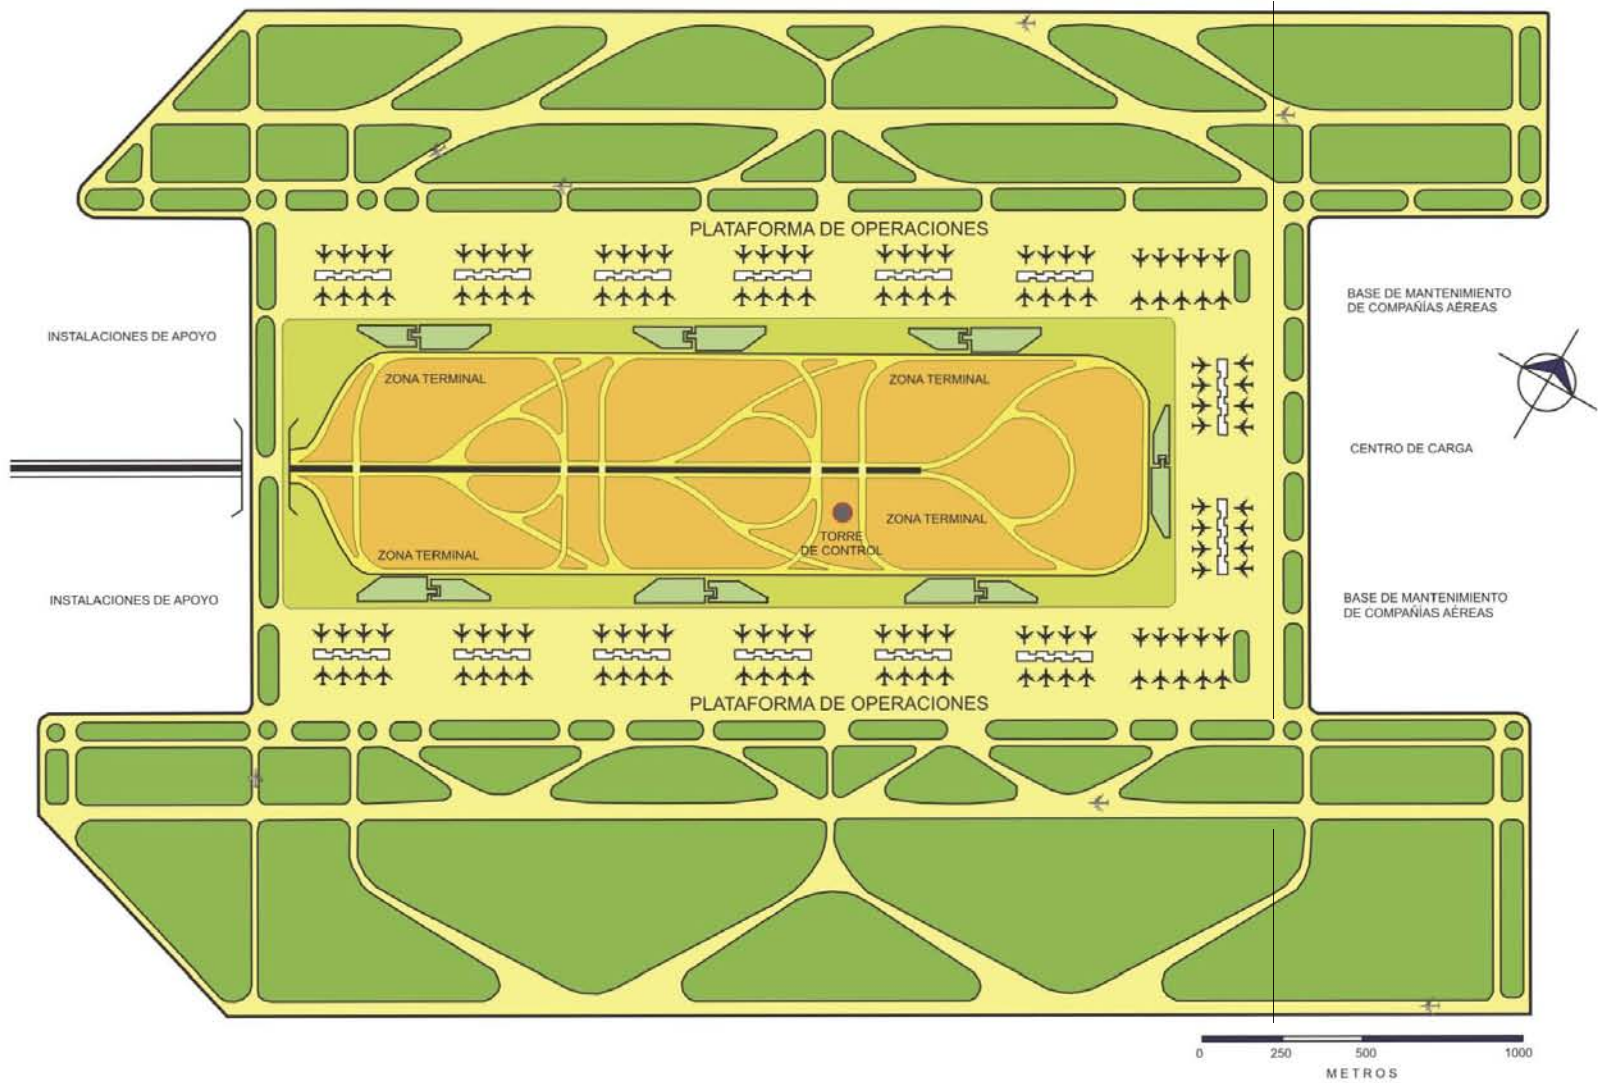 PLATAFORMA DE OPERACIONES
BASE DE MANTENIMIENTO
DE COMPAÑÍAS AÉREAS
INSTALACIONES DE APOYO
ZONA TERMINAL
ZONA TERMINAL
CENTRO DE CARGA
ZONA TERMINAL
TORRE
DE CONTROL
ZONA TERMINAL
INSTALACIONES DE APOYO
BASE DE MANTENIMIENTO
DE COMPAÑÍAS AÉREAS
PLATAFORMA DE OPERACIONES
0 250 500 1000
METROS